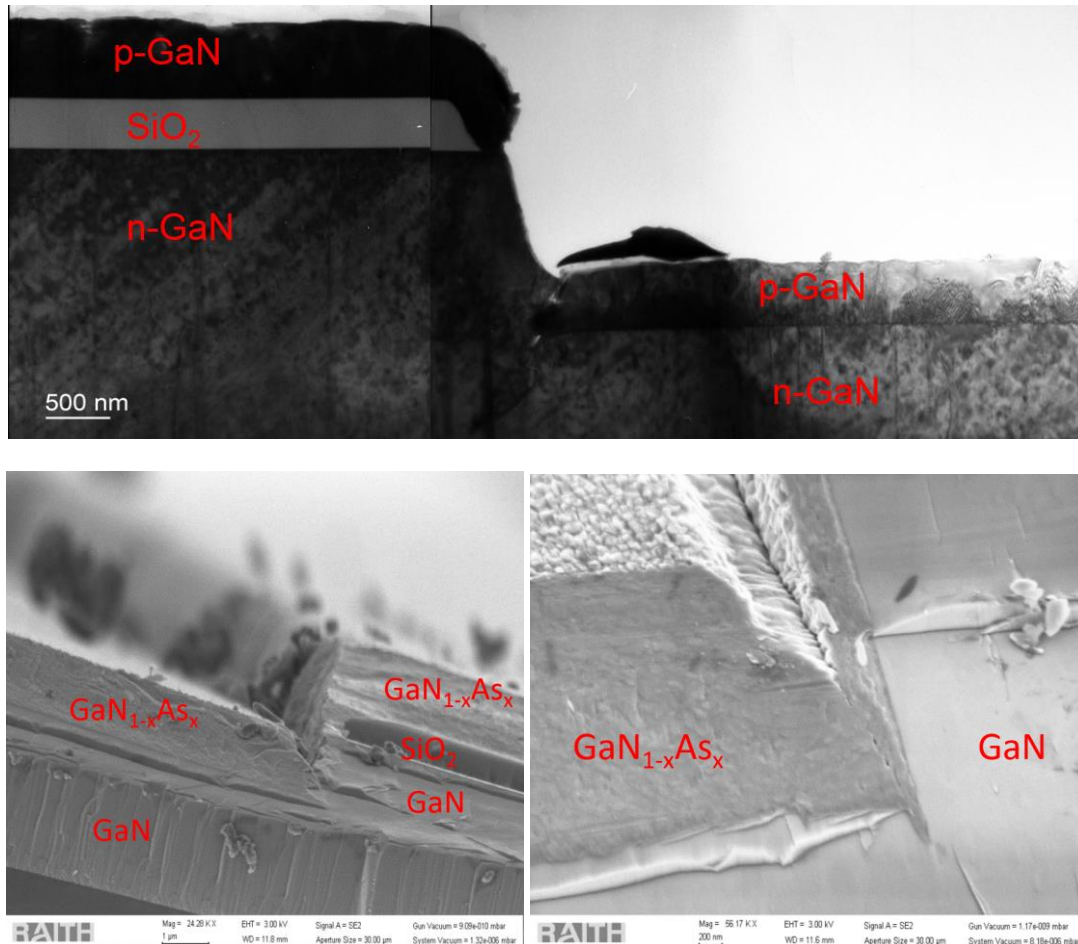 p-GaN
SiO2
n-GaN
p-GaN
n-GaN
500 nm
GaN1-xAsx
GaN1-xAsx
SiO2
GaN
GaN
RAITH
Mag = 24.28 K X EHT = 3.00 kV Signal A = SE2 Gun Vacuum = 9.09e-010 mbar
1 µm WD = 11.8 mm Aperture Size = 30.00 µm System Vacuum = 1.32e-006 mbar
GaN1-xAsx
GaN
RAITH
Mag = 56.17 K X EHT = 3.00 kV Signal A = SE2 Gun Vacuum = 1.17e-009 mbar
200 nm WD = 11.6 mm Aperture Size = 30.00 µm System Vacuum = 8.18e-006 mbar